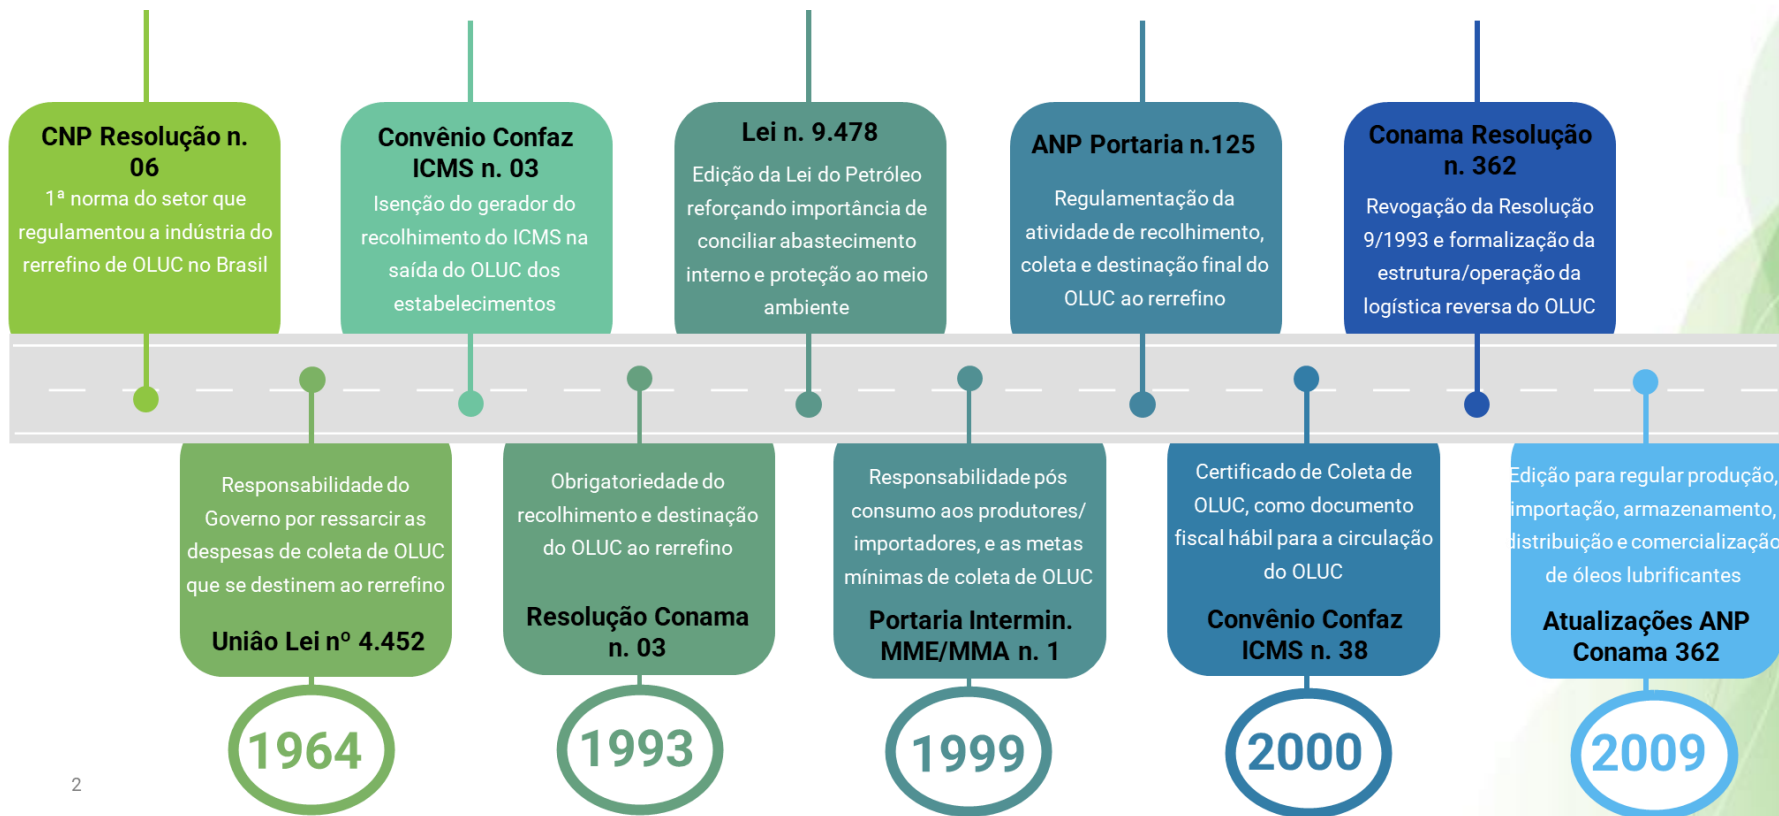 CNP Resolução n.
06
1ª norma do setor que
regulamentou a indústria do
rerrefino de OLUC no Brasil
Convênio Confaz
ICMS n. 03
Isenção do gerador do
recolhimento do ICMS na
saída do OLUC dos
estabelecimentos
Lei n. 9.478
Edição da Lei do Petróleo
reforçando importância de
conciliar abastecimento
interno e proteção ao meio
ambiente
ANP Portaria n.125
Regulamentação da
atividade de recolhimento,
coleta e destinação final do
OLUC ao rerrefino
Conama Resolução
n. 362
Revogação da Resolução
9/1993 e formalização da
estrutura/operação da
logística reversa do OLUC
Responsabilidade do
Governo por ressarcir as
despesas de coleta de OLUC
que se destinem ao rerrefino
Uniâo Lei nº 4.452
1964
Obrigatoriedade do
recolhimento e destinação
do OLUC ao rerrefino
Resolução Conama
n. 03
1993
Responsabilidade pós
consumo aos produtores/
importadores, e as metas
mínimas de coleta de OLUC
Portaria Intermin.
MME/MMA n. 1
1999
Certificado de Coleta de
OLUC, como documento
fiscal hábil para a circulação
do OLUC
Convênio Confaz
ICMS n. 38
2000
Edição para regular produção,
importação, armazenamento,
distribuição e comercialização
de óleos lubrificantes
Atualizações ANP
Conama 362
2009
2